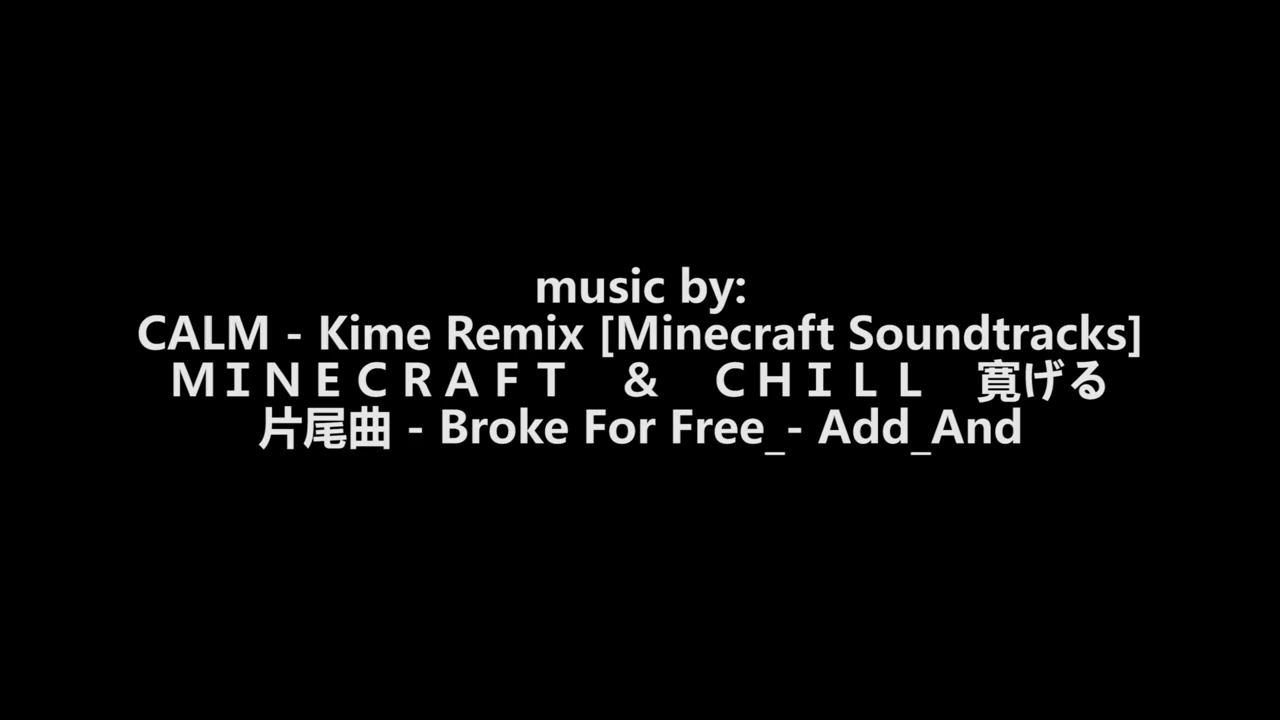 music by:
CALM - Kime Remix [Minecraft Soundtracks]
ＭＩＮＥＣＲＡＦＴ　＆　ＣＨＩＬＬ　寛げる
片尾曲 - Broke For Free_- Add_And